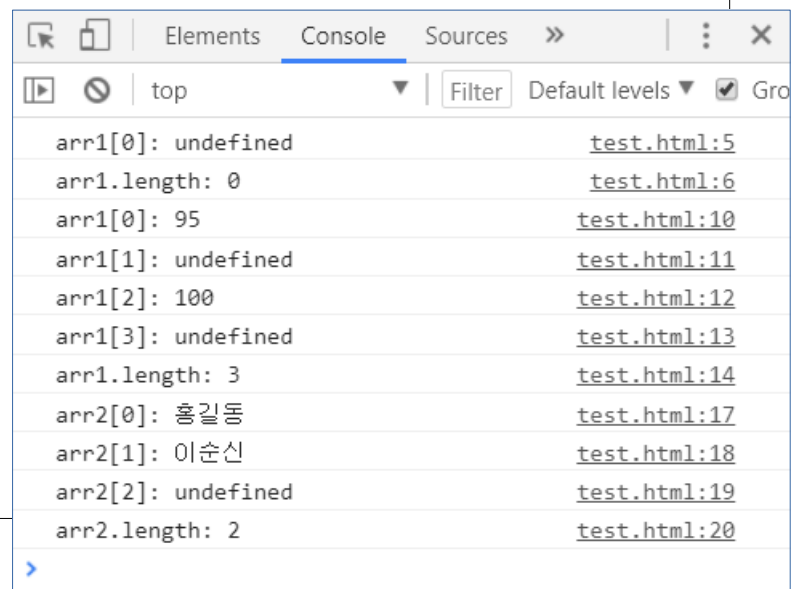 Elements Console Sources »
top ▼ Filter Default levels ▼ Gro
arr1[0]: undefined test.html:5
arr1.length: 0 test.html:6
arr1[0]: 95 test.html:10
arr1[1]: undefined test.html:11
arr1[2]: 100 test.html:12
arr1[3]: undefined test.html:13
arr1.length: 3 test.html:14
arr2[0]: 홍길동 test.html:17
arr2[1]: 이순신 test.html:18
arr2[2]: undefined test.html:19
arr2.length: 2 test.html:20
>